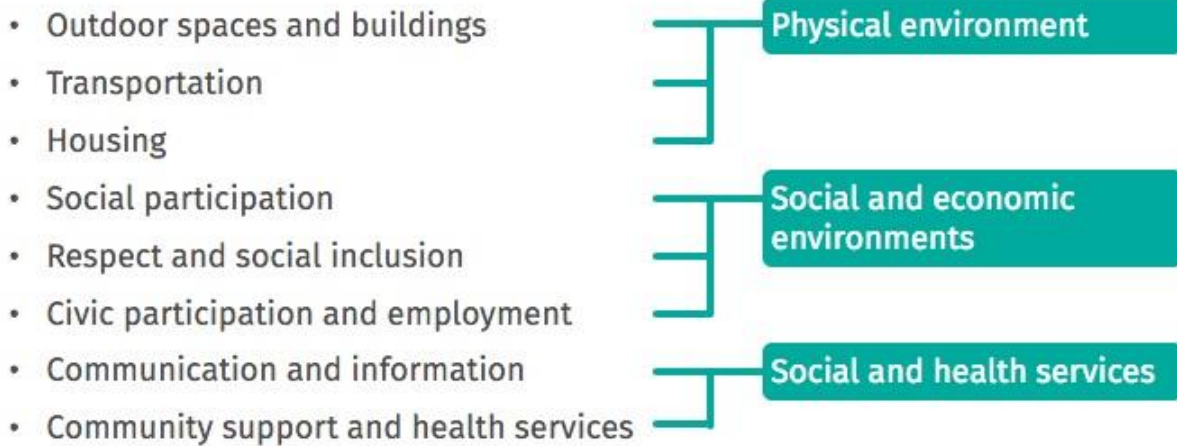 • Outdoor spaces and buildings
Physical environment
• Transportation
• Housing
• Social participation
Social and economic
environments
• Respect and social inclusion
• Civic participation and employment
• Communication and information
Social and health services
• Community support and health services